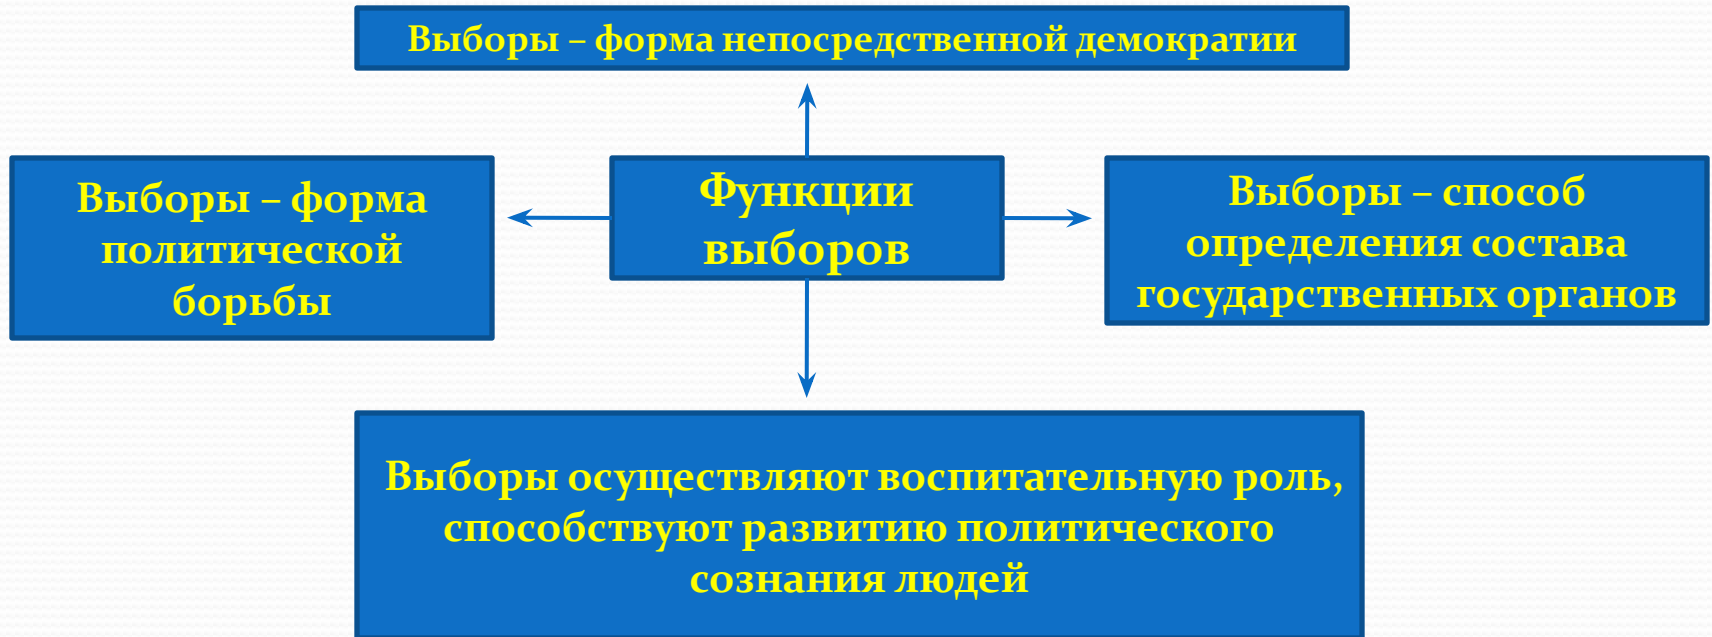 Выборы – форма непосредственной демократии
Выборы – форма
политической
борьбы
Функции
выборов
Выборы – способ
определения состава
государственных органов
Выборы осуществляют воспитательную роль,
способствуют развитию политического
сознания людей